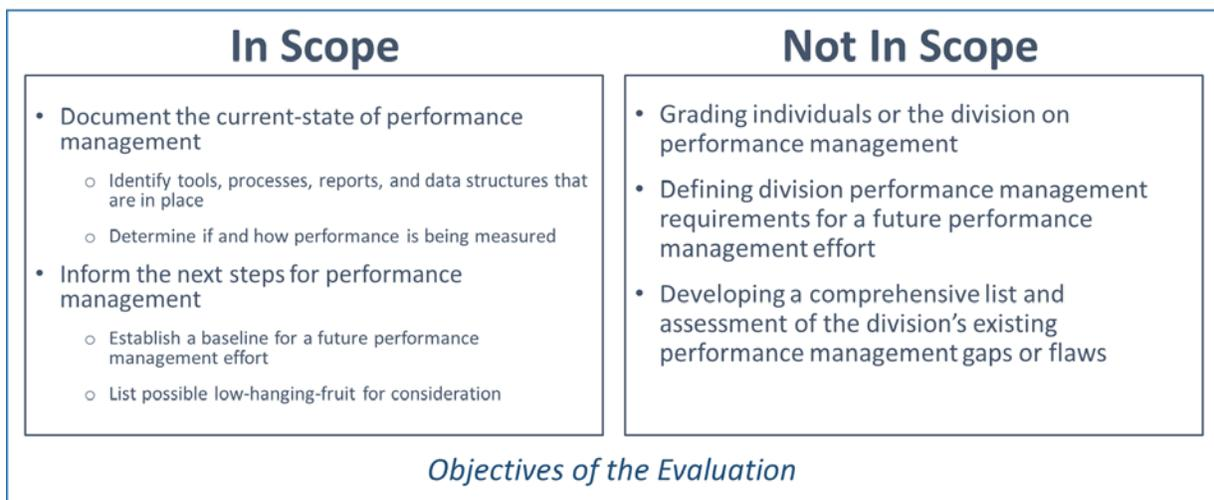 In Scope
• Document the current-state of performance
management
○ Identify tools, processes, reports, and data structures that
are in place
○ Determine if and how performance is being measured
• Inform the next steps for performance
management
○ Establish a baseline for a future performance
management effort
○ List possible low-hanging-fruit for consideration
Not In Scope
• Grading individuals or the division on
performance management
• Defining division performance management
requirements for a future performance
management effort
• Developing a comprehensive list and
assessment of the division’s existing
performance management gaps or flaws
Objectives of the Evaluation